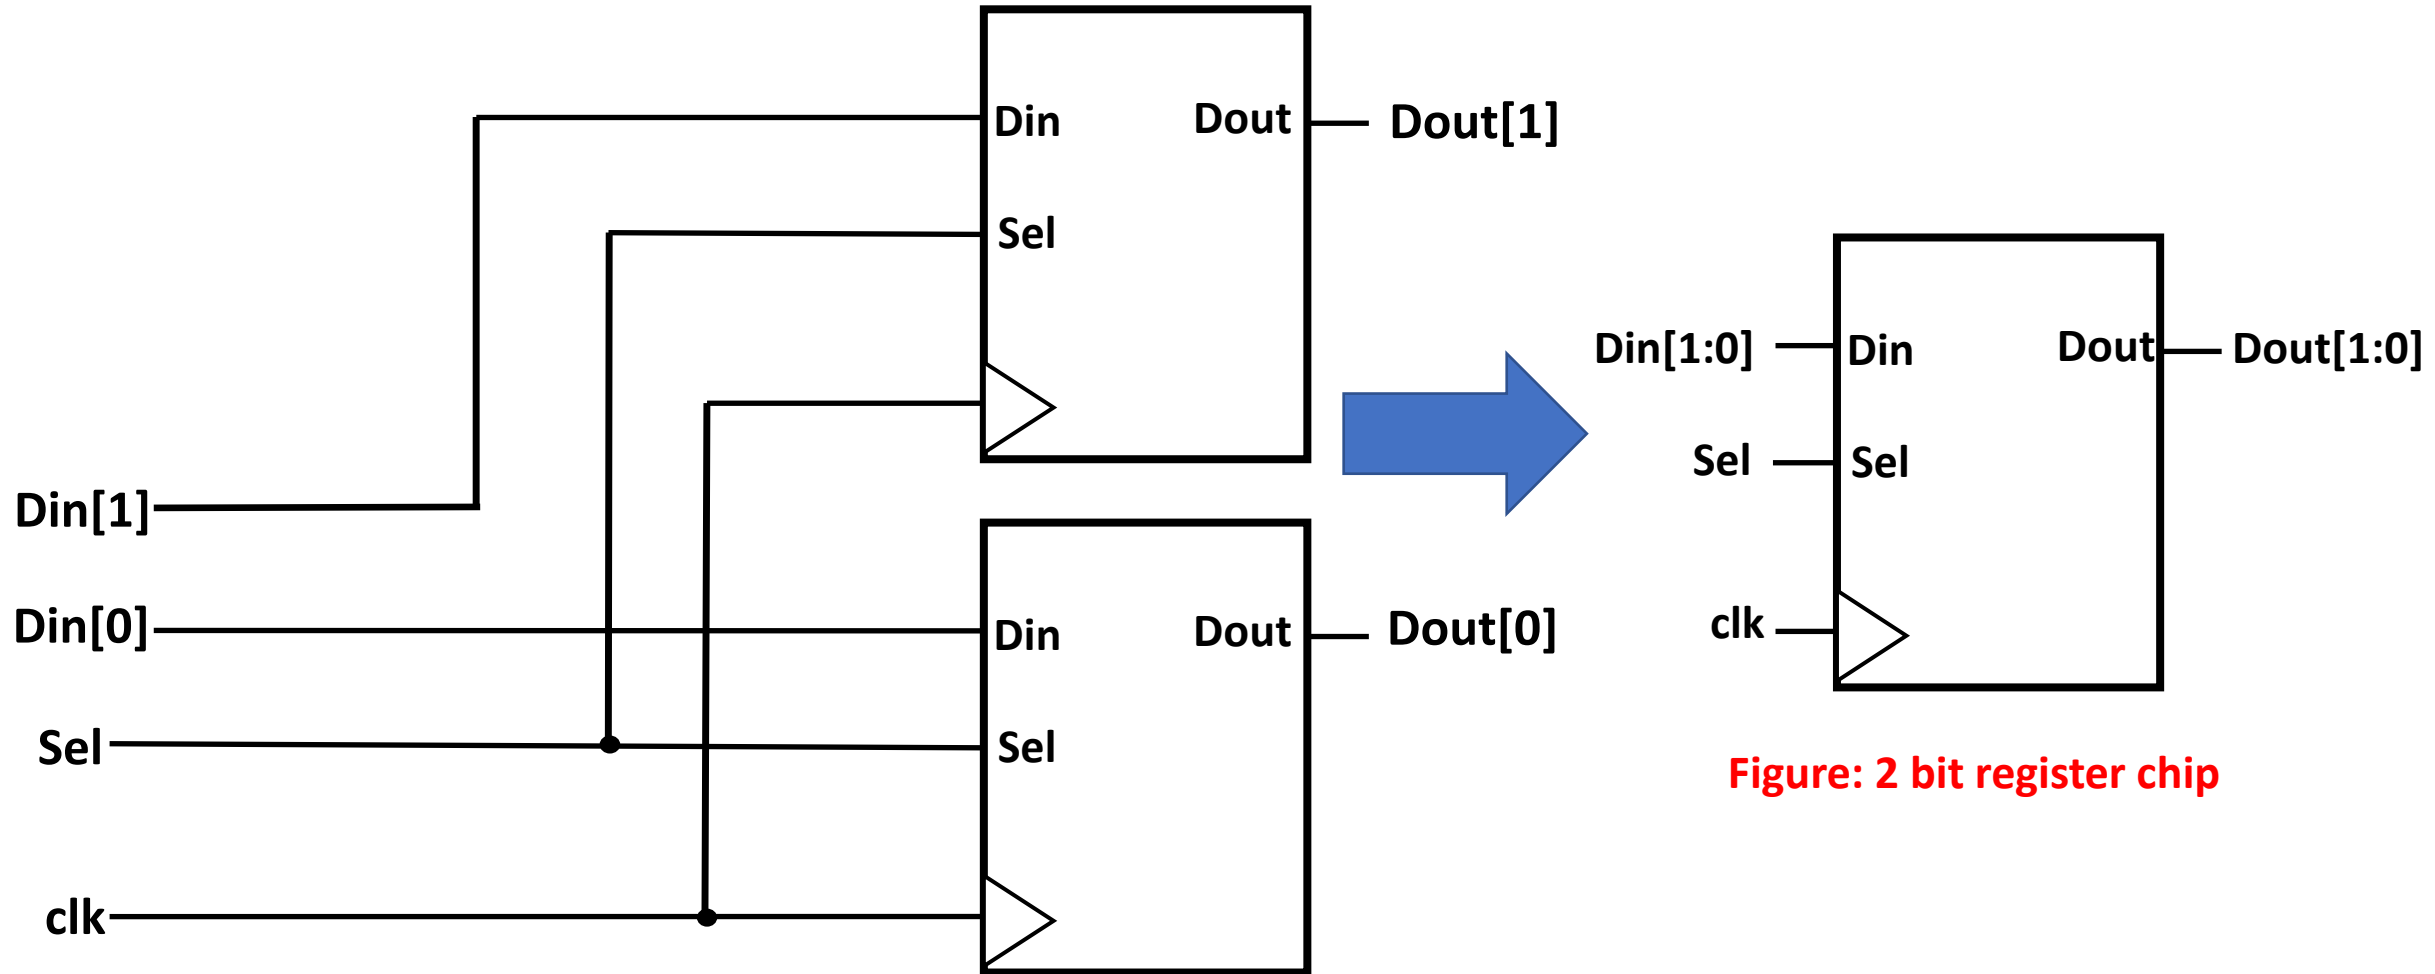 Din
Dout
Dout[1]
Sel
Din[1]
Din[0]
Sel
clk
Din
Dout
Dout[0]
Sel
Din[1:0]
Din
Dout
Dout[1:0]
Sel
Sel
clk
Figure: 2 bit register chip